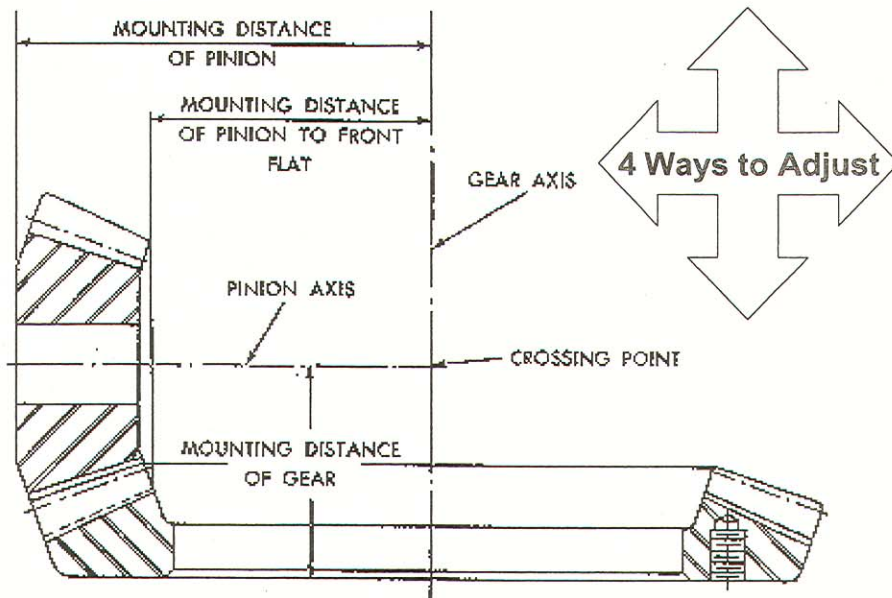 MOUNTING DISTANCE
OF PINION
MOUNTING DISTANCE
OF PINION TO FRONT
FLAT
4 Ways to Adjust
GEAR AXIS
PINION AXIS
CROSSING POINT
MOUNTING DISTANCE
OF GEAR